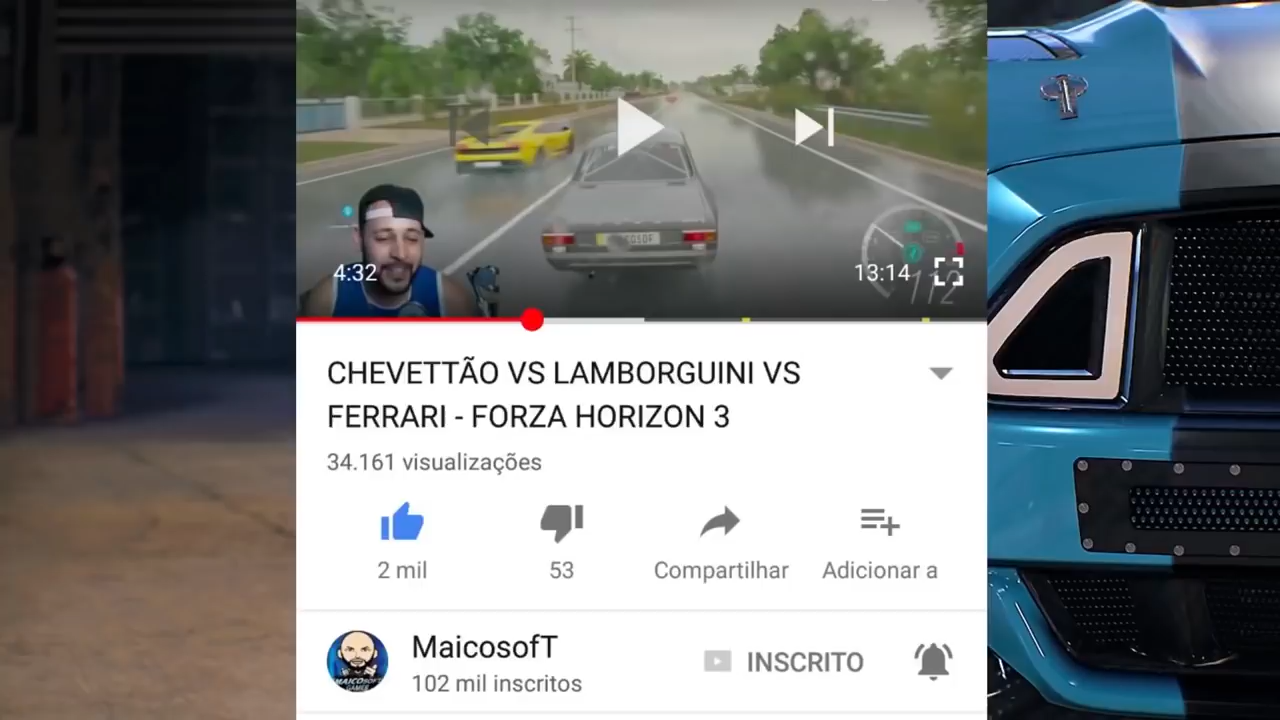 4:32
13:14
112
CHEVETTÃO VS LAMBORGUINI VS
FERRARI - FORZA HORIZON 3
34.161 visualizações
2 mil
53
Compartilhar
Adicionar a
MaicosofT
102 mil inscritos
INSCRITO